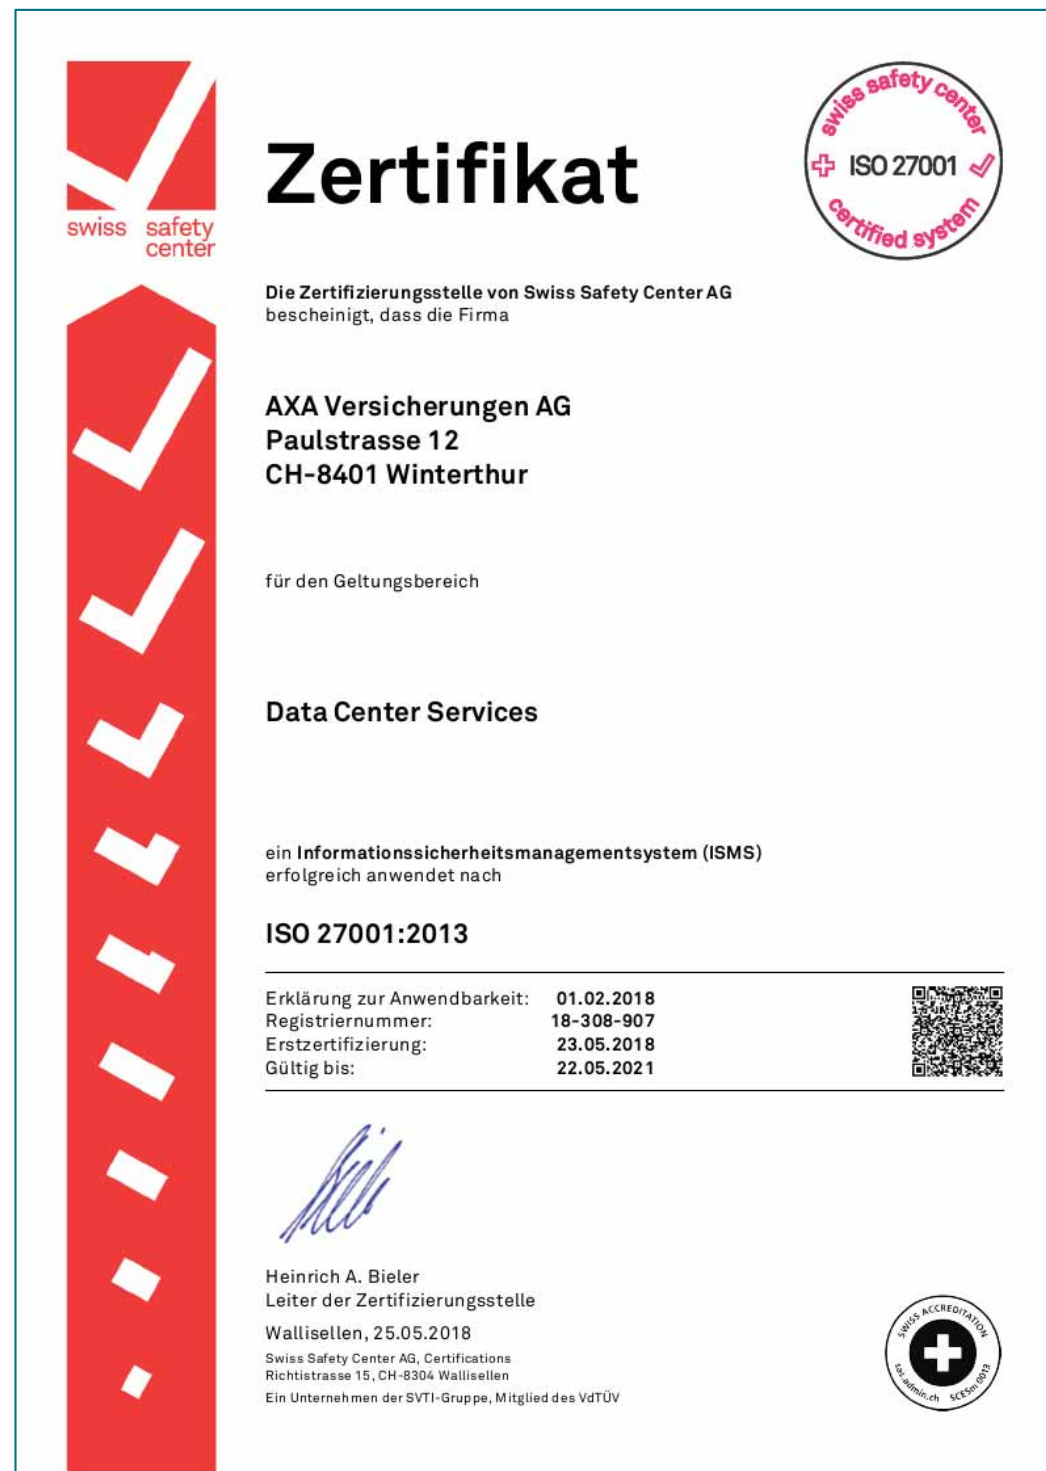 swiss safety
center
Zertifikat
swiss safety center
ISO 27001
certified system
Die Zertifizierungsstelle von Swiss Safety Center AG
bescheinigt, dass die Firma
AXA Versicherungen AG
Paulstrasse 12
CH-8401 Winterthur
für den Geltungsbereich
Data Center Services
ein Informationssicherheitsmanagementsystem (ISMS)
erfolgreich anwendet nach
ISO 27001:2013
Erklärung zur Anwendbarkeit: 01.02.2018
Registriernummer: 18-308-907
Erstzertifizierung: 23.05.2018
Gültig bis: 22.05.2021
Heinrich A. Bieler
Leiter der Zertifizierungsstelle
Wallisellen, 25.05.2018
Swiss Safety Center AG, Certifications
Richtistrasse 15, CH-8304 Wallisellen
Ein Unternehmen der SVTI-Gruppe, Mitglied des VdTÜV
SWISS ACCREDITATION
sas.admin.ch SCESm 0013